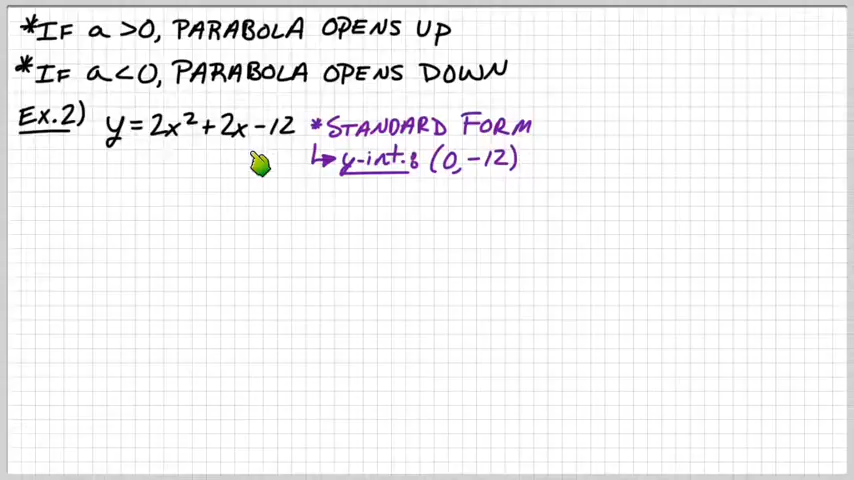 *IF a >0, PARABOLA OPENS UP
*IF a<0, PARABOLA OPENS DOWN
Ex.2) y=2x²+2x-12 *STANDARD FORM
↳ y-int.: (0,-12)